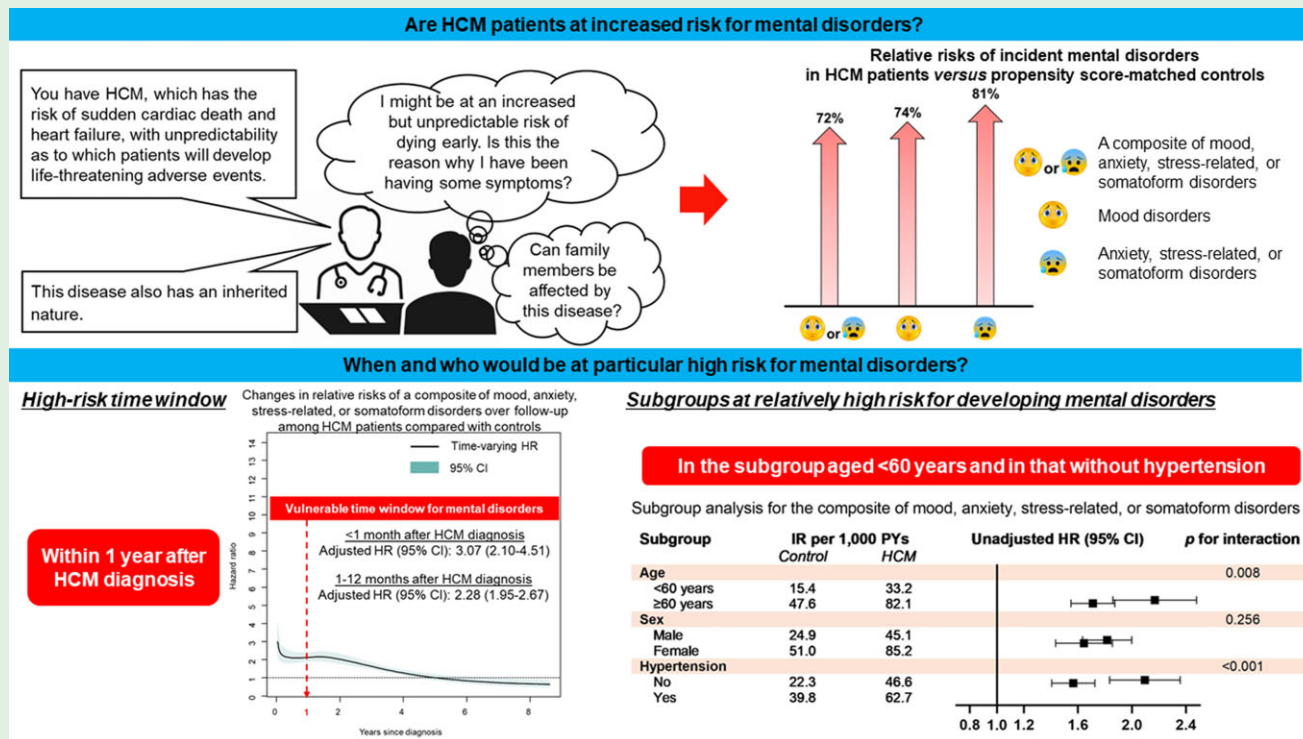 Are HCM patients at increased risk for mental disorders?
You have HCM, which has the
risk of sudden cardiac death and
heart failure, with unpredictability
as to which patients will develop
life-threatening adverse events.
This disease also has an inherited
nature.
I might be at an increased
but unpredictable risk of
dying early. Is this the
reason why I have been
having some symptoms?
Can family
members be
affected by
this disease?
Relative risks of incident mental disorders
in HCM patients versus propensity score-matched controls
72%
74%
81%
or
or
A composite of mood,
anxiety, stress-related, or
somatoform disorders
Mood disorders
Anxiety, stress-related, or
somatoform disorders
When and who would be at particular high risk for mental disorders?
High-risk time window
Within 1 year after
HCM diagnosis
Changes in relative risks of a composite of mood, anxiety,
stress-related, or somatoform disorders over follow-up
among HCM patients compared with controls
Time-varying HR
95% CI
Vulnerable time window for mental disorders
<1 month after HCM diagnosis
Adjusted HR (95% CI): 3.07 (2.10-4.51)
1-12 months after HCM diagnosis
Adjusted HR (95% CI): 2.28 (1.95-2.67)
Hazard ratio
14
13
12
11
10
9
8
7
6
5
4
3
2
1
0
0 1 2 4 6 8
Years since diagnosis
Subgroups at relatively high risk for developing mental disorders
In the subgroup aged <60 years and in that without hypertension
Subgroup analysis for the composite of mood, anxiety, stress-related, or somatoform disorders
Subgroup IR per 1,000 PYs Unadjusted HR (95% CI) p for interaction
Control HCM
Age 0.008
<60 years 15.4 33.2
≥60 years 47.6 82.1
Sex 0.256
Male 24.9 45.1
Female 51.0 85.2
Hypertension <0.001
No 22.3 46.6
Yes 39.8 62.7
0.8 1.0 1.2 1.6 2.0 2.4